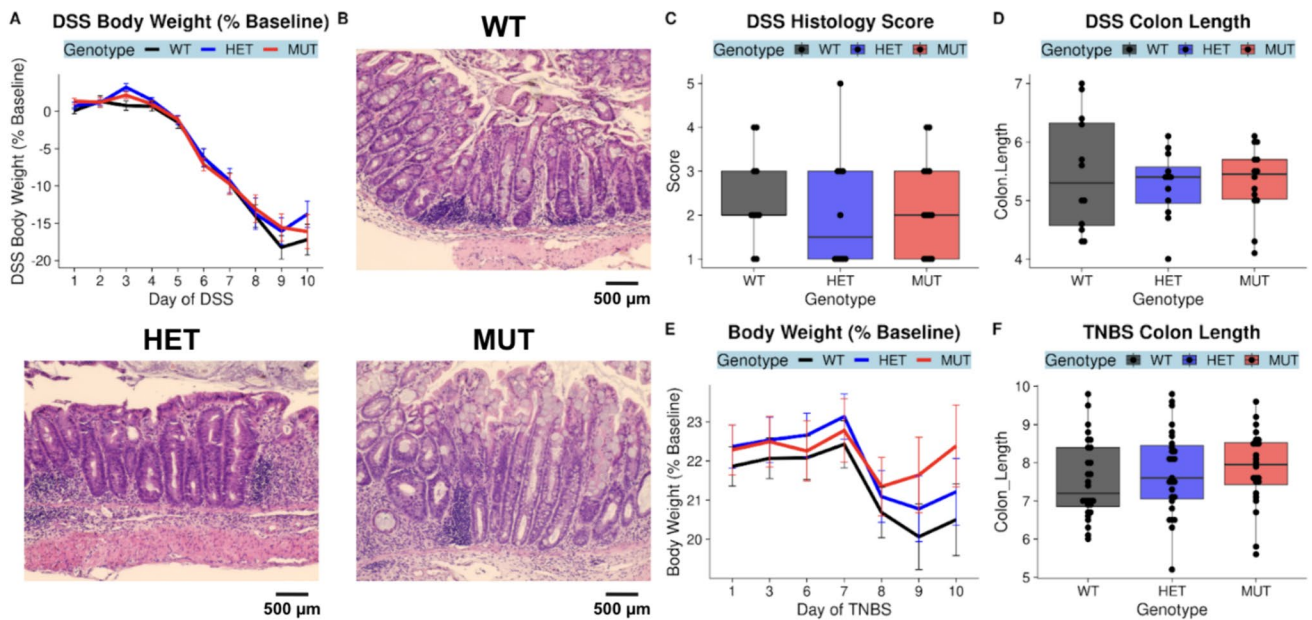 A DSS Body Weight (% Baseline)
Genotype WT HET MUT
DSS Body Weight (% Baseline)
0
-5
-10
-15
-20
1 2 3 4 5 6 7 8 9 10
Day of DSS
B WT
500 µm
C DSS Histology Score
Genotype WT HET MUT
Score
5
4
3
2
1
WT HET MUT
Genotype
D DSS Colon Length
Genotype WT HET MUT
Colon.Length
7
6
5
4
WT HET MUT
Genotype
HET
500 µm
MUT
500 µm
E Body Weight (% Baseline)
Genotype WT HET MUT
Body Weight (% Baseline)
23
22
21
20
1 3 6 7 8 9 10
Day of TNBS
F TNBS Colon Length
Genotype WT HET MUT
Colon_Length
10
9
8
7
6
5
WT HET MUT
Genotype